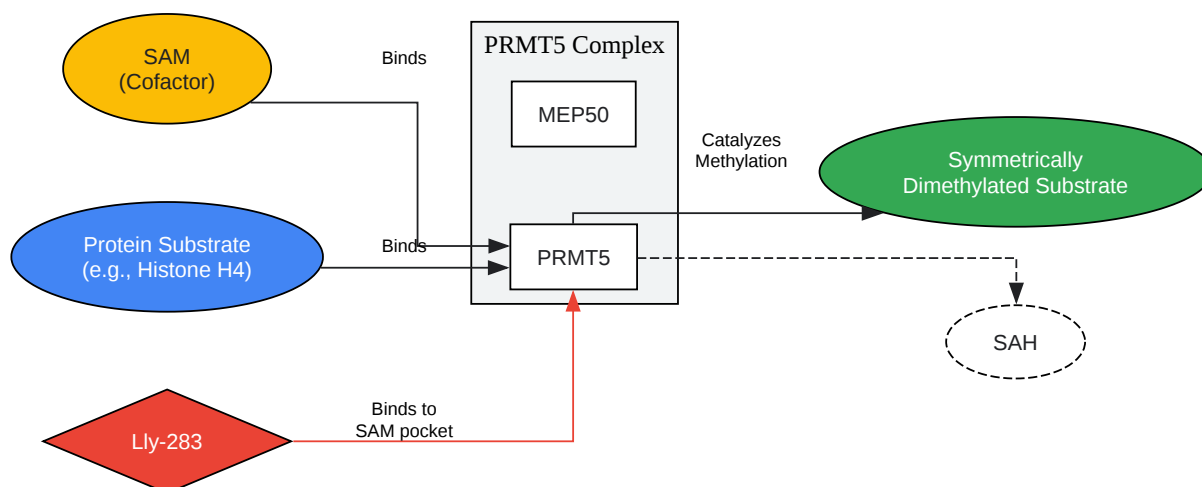 SAM
(Cofactor)
Binds
PRMT5 Complex
MEP50
Catalyzes
Methylation
Symmetrically
Dimethylated Substrate
Protein Substrate
(e.g., Histone H4)
Binds
PRMT5
SAH
Lly-283
Binds to
SAM pocket